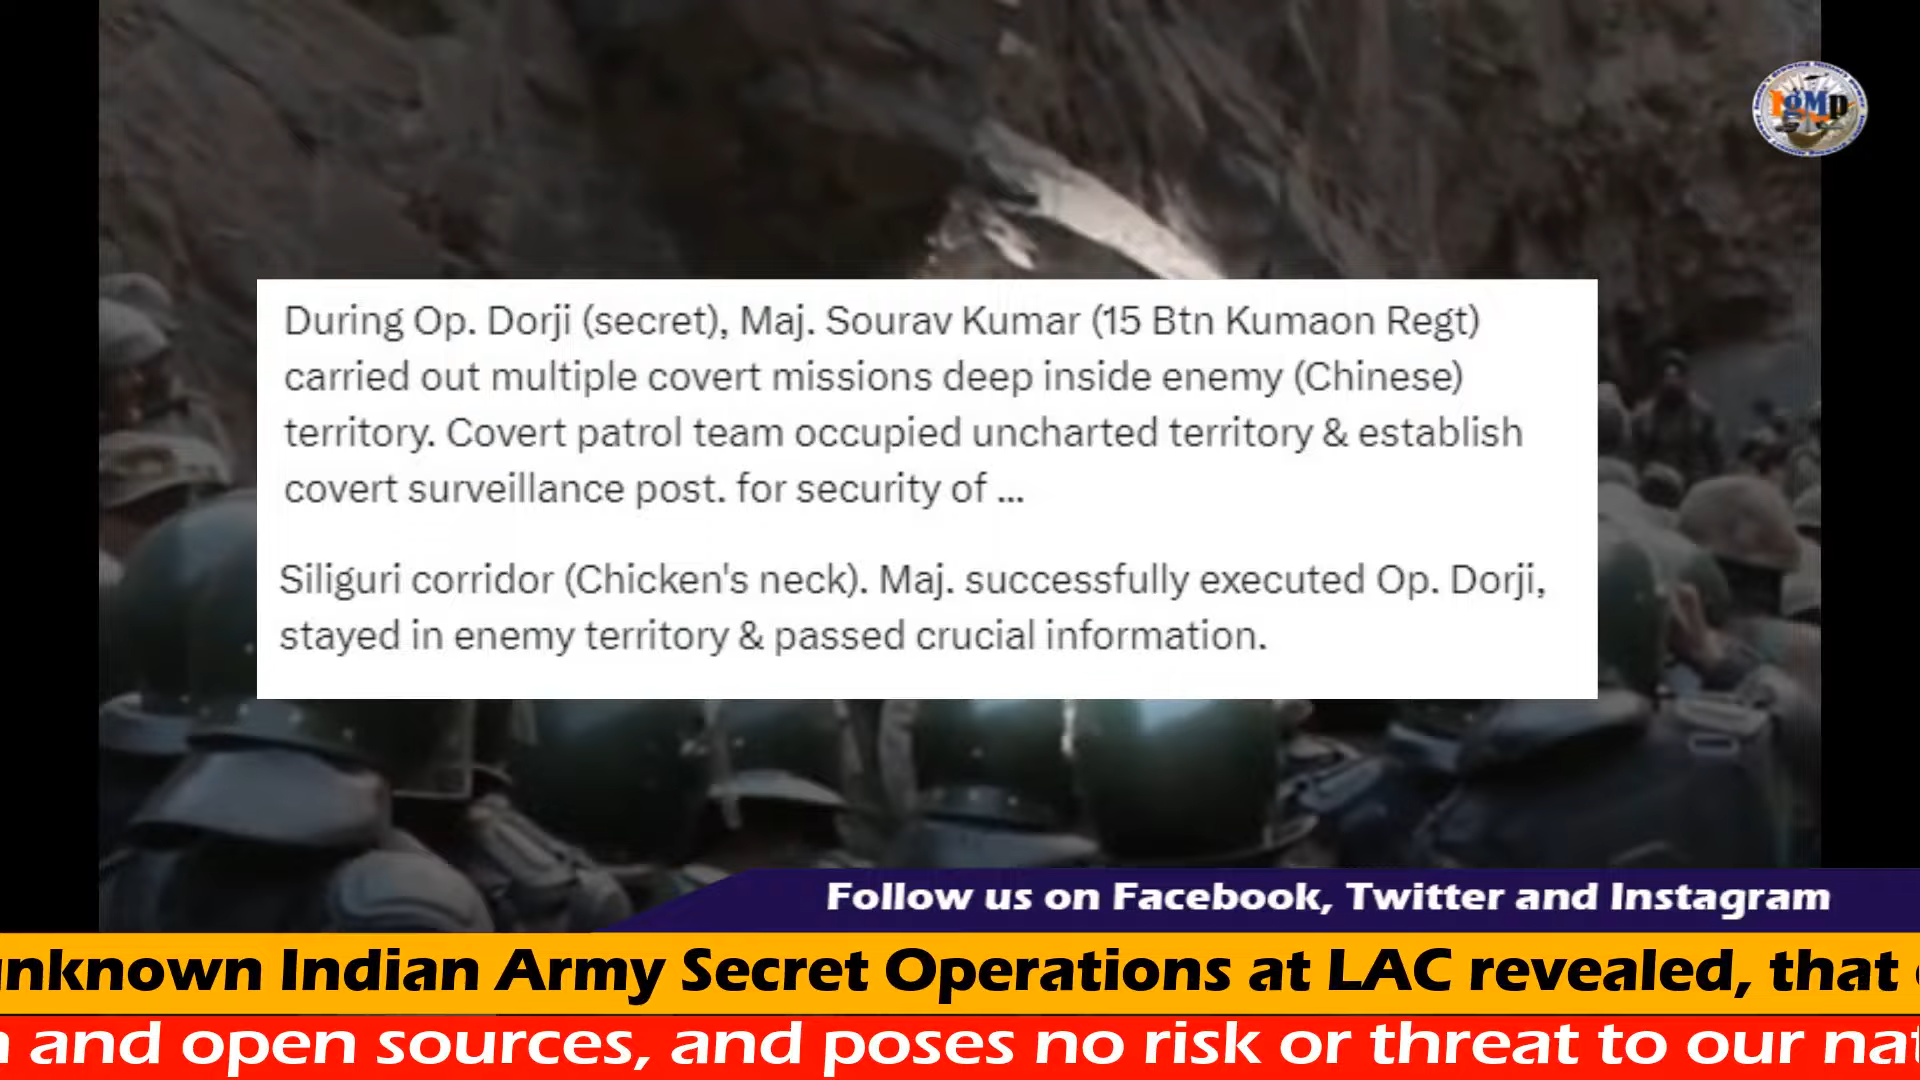 IgMp
During Op. Dorji (secret), Maj. Sourav Kumar (15 Btn Kumaon Regt)
carried out multiple covert missions deep inside enemy (Chinese)
territory. Covert patrol team occupied uncharted territory & establish
covert surveillance post. for security of ...
Siliguri corridor (Chicken's neck). Maj. successfully executed Op. Dorji,
stayed in enemy territory & passed crucial information.
Follow us on Facebook, Twitter and Instagram
unknown Indian Army Secret Operations at LAC revealed, that
and open sources, and poses no risk or threat to our nat